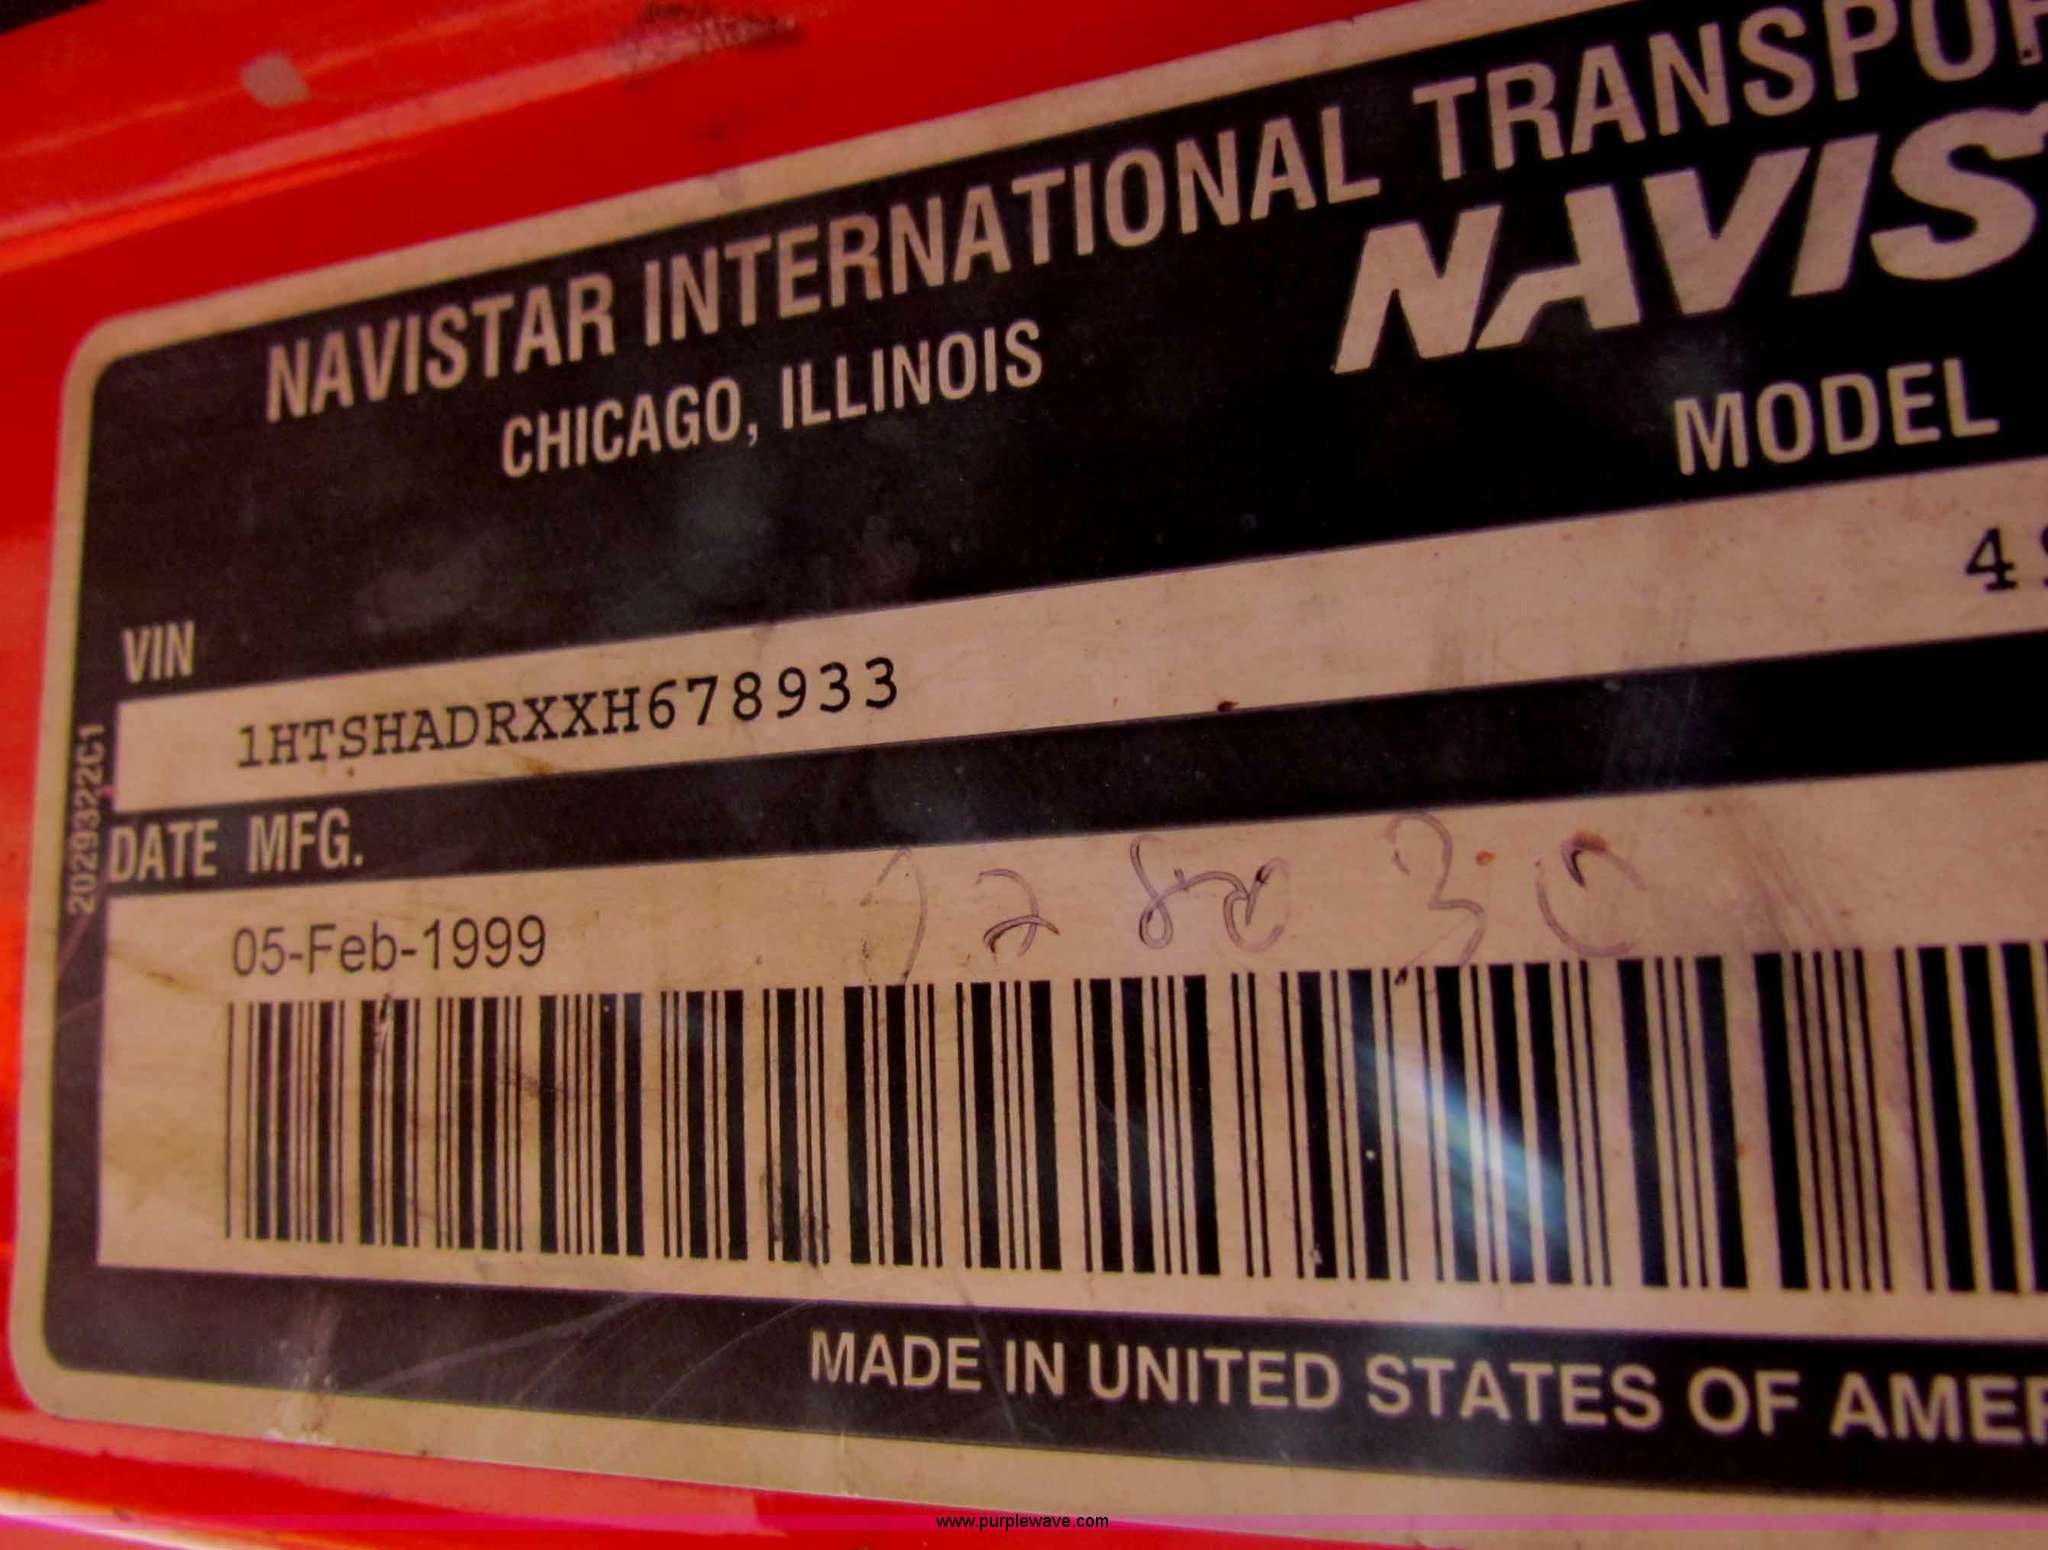 NAVISTAR INTERNATIONAL TRANSPOR
CHICAGO, ILLINOIS
NAVIS
MODEL
VIN
1HTSHADRXXH678933
DATE MFG.
05-Feb-1999
2029322C1
MADE IN UNITED STATES OF AMER
www.purplewave.com